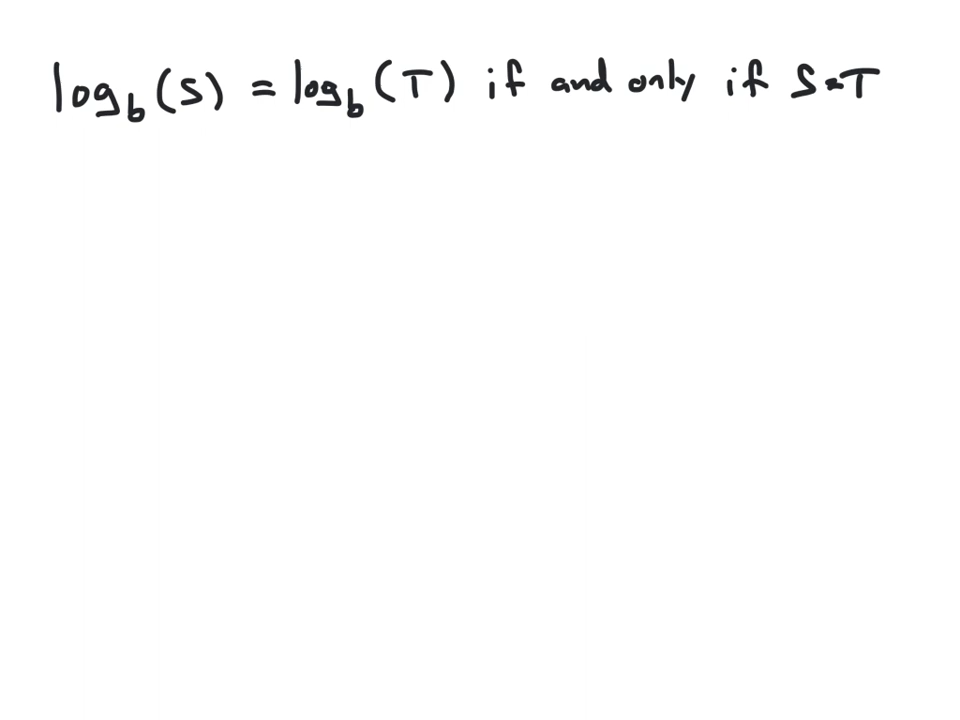 log_b(S) = log_b(T) if and only if S=T